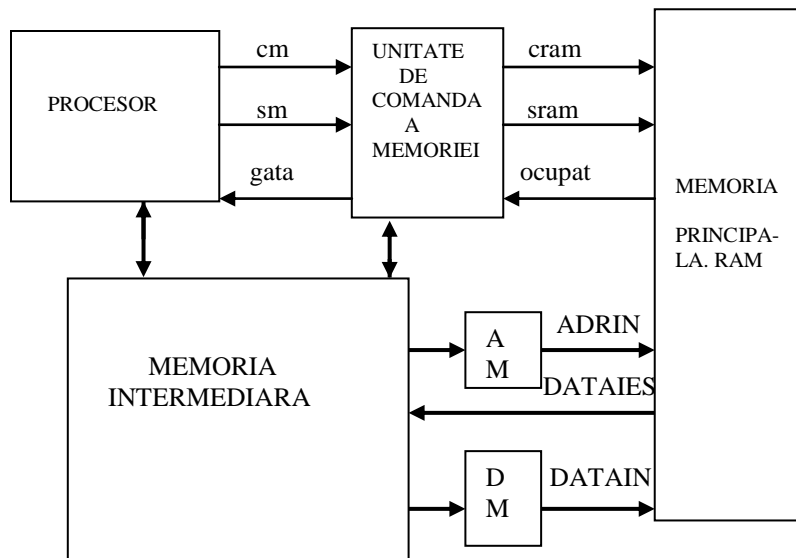 PROCESOR
cm
sm
gata
UNITATE
DE
COMANDA
A
MEMORIEI
cram
sram
ocupat
MEMORIA
PRINCIPA-
LA. RAM
MEMORIA
INTERMEDIARA
A
M
ADRIN
DATAIES
D
M
DATAIN